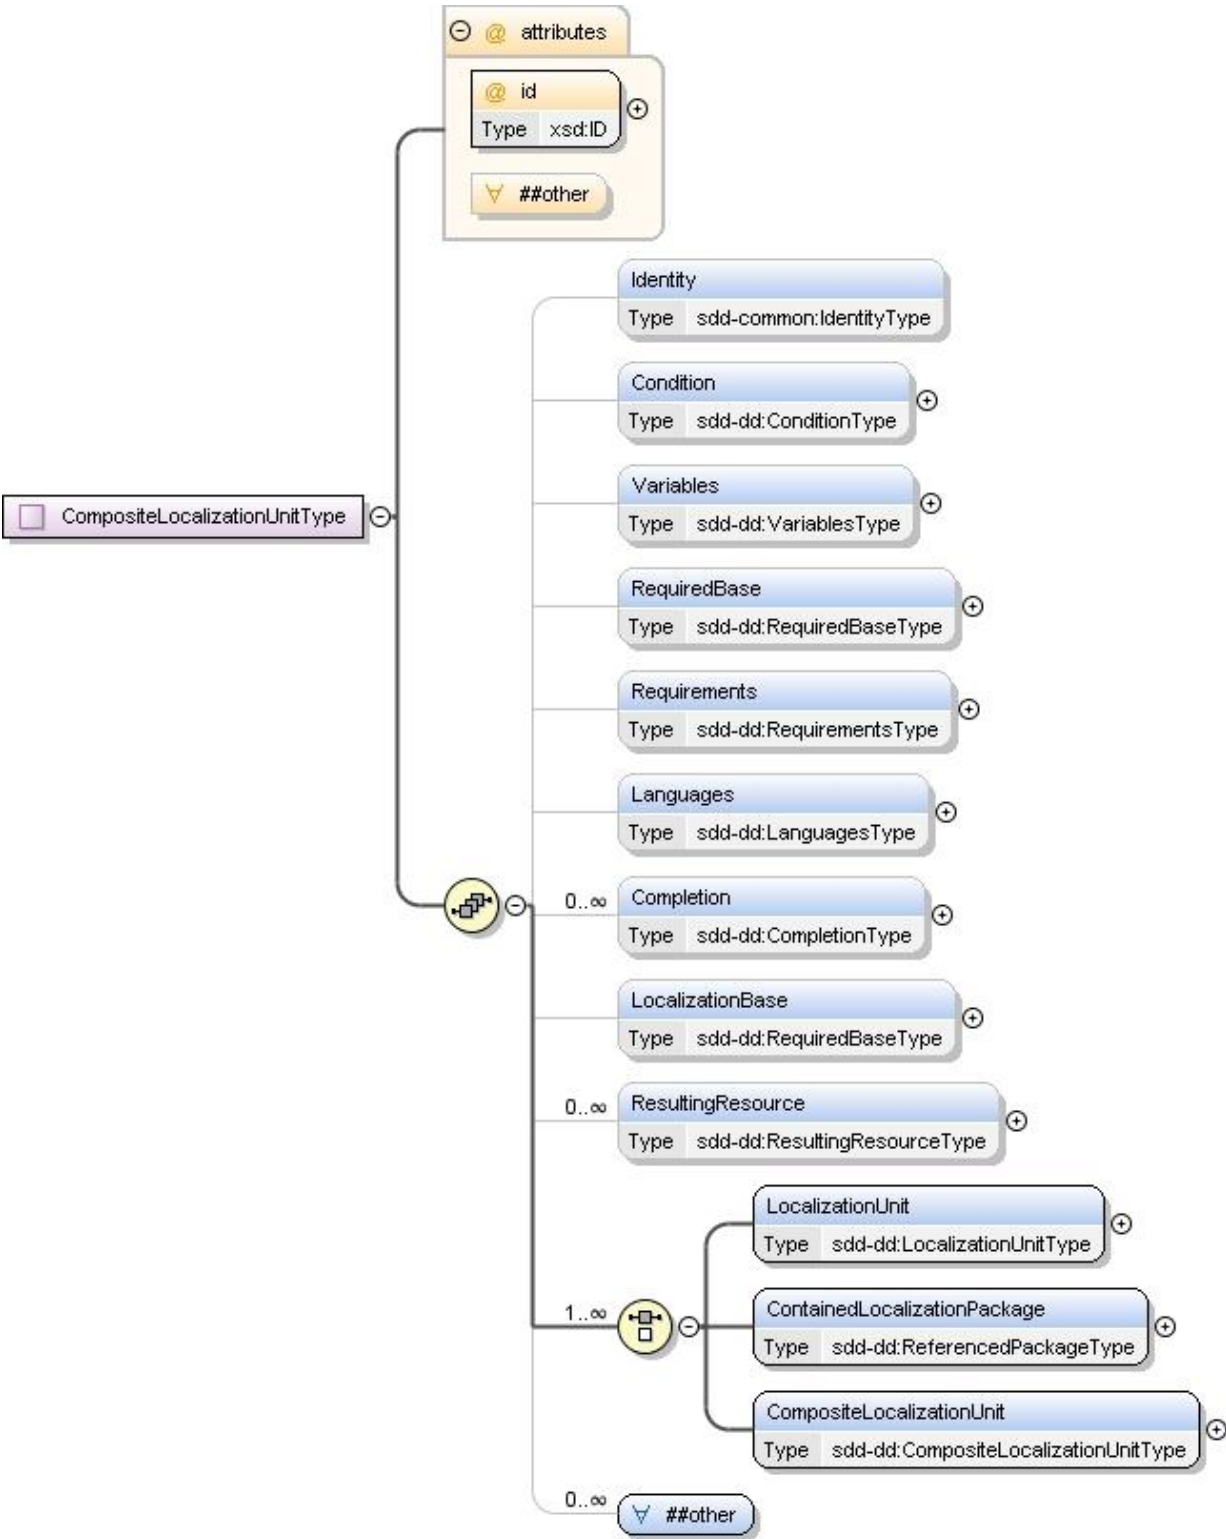 @ attributes
@ id
Type xsd:ID
∀ ##other
Identity
Type sdd-common:IdentityType
Condition
Type sdd-dd:ConditionType
Variables
Type sdd-dd:VariablesType
CompositeLocalizationUnitType
RequiredBase
Type sdd-dd:RequiredBaseType
Requirements
Type sdd-dd:RequirementsType
Languages
Type sdd-dd:LanguagesType
0..∞ Completion
Type sdd-dd:CompletionType
LocalizationBase
Type sdd-dd:RequiredBaseType
0..∞ ResultingResource
Type sdd-dd:ResultingResourceType
LocalizationUnit
Type sdd-dd:LocalizationUnitType
1..∞ ContainedLocalizationPackage
Type sdd-dd:ReferencedPackageType
CompositeLocalizationUnit
Type sdd-dd:CompositeLocalizationUnitType
0..∞ ∀ ##other